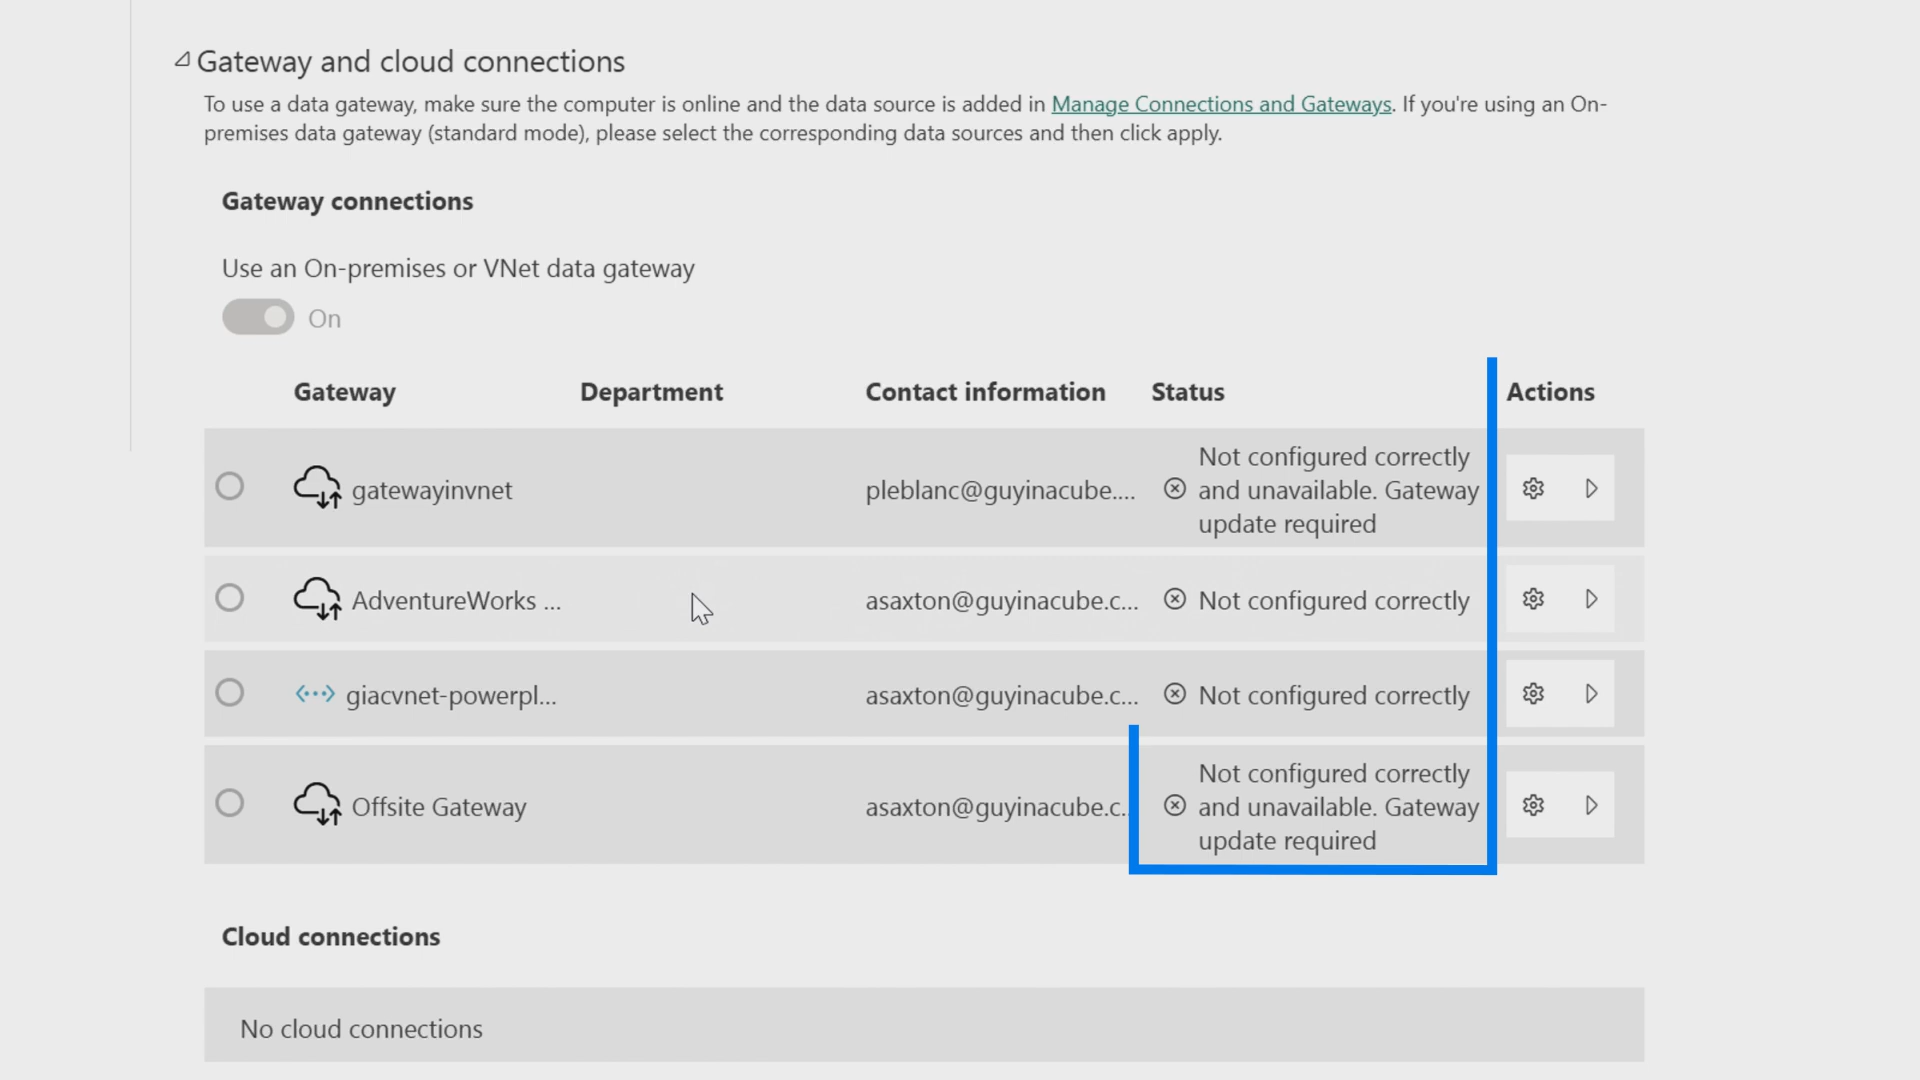 Gateway and cloud connections
To use a data gateway, make sure the computer is online and the data source is added in Manage Connections and Gateways. If you're using an On-
premises data gateway (standard mode), please select the corresponding data sources and then click apply.
Gateway connections
Use an On-premises or VNet data gateway
On
Gateway Department Contact information Status Actions
gatewayinvnet pleblanc@guyinacube.... Not configured correctly
and unavailable. Gateway
update required
AdventureWorks ... asaxton@guyinacube.c... Not configured correctly
giacvnet-powerpl... asaxton@guyinacube.c... Not configured correctly
Offsite Gateway asaxton@guyinacube.c.. Not configured correctly
and unavailable. Gateway
update required
Cloud connections
No cloud connections